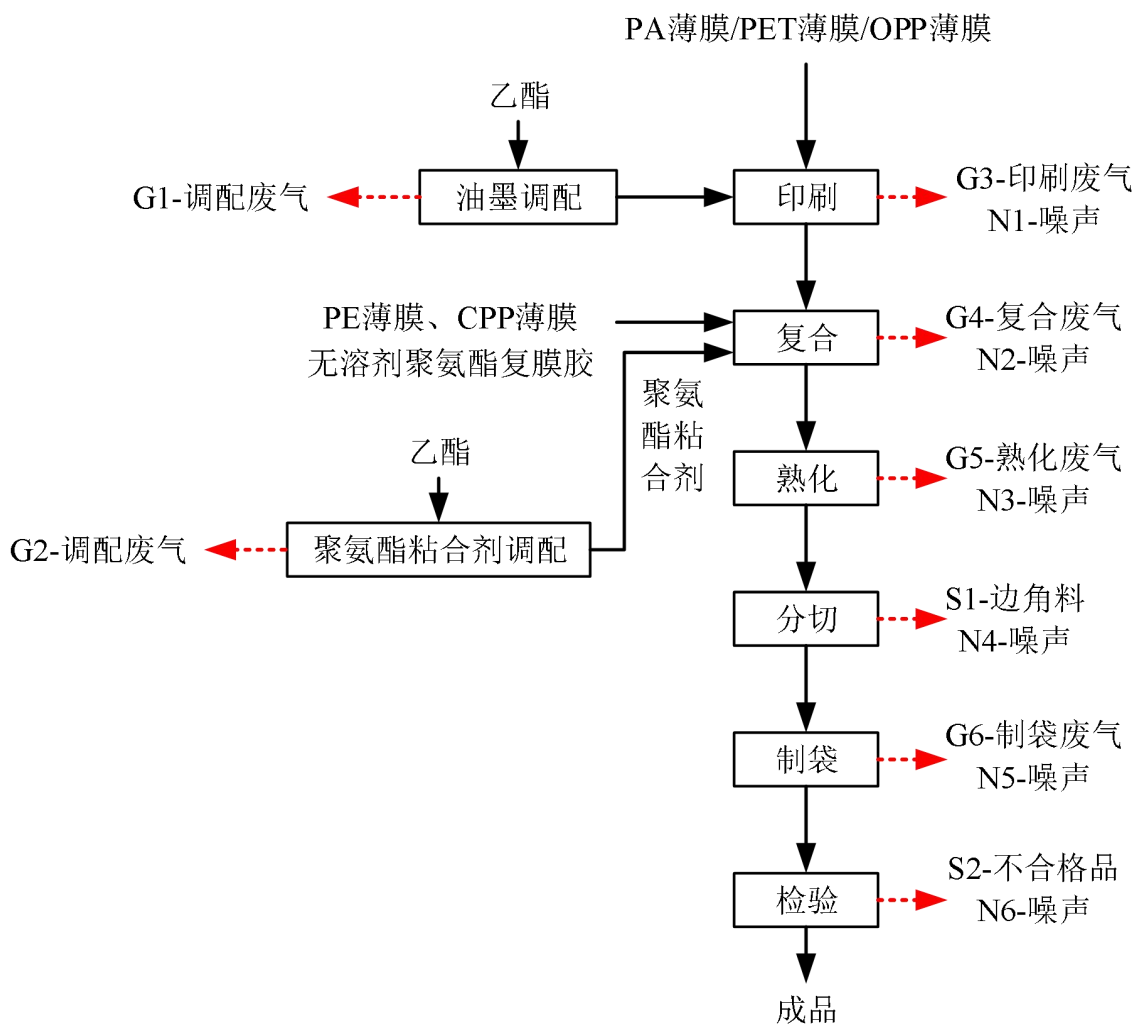 PA薄膜/PET薄膜/OPP薄膜
乙酯
G1-调配废气
油墨调配
印刷
G3-印刷废气
N1-噪声
PE薄膜、CPP薄膜
无溶剂聚氨酯复膜胶
复合
G4-复合废气
N2-噪声
聚氨
酯粘
合剂
乙酯
熟化
G5-熟化废气
N3-噪声
G2-调配废气
聚氨酯粘合剂调配
分切
S1-边角料
N4-噪声
制袋
G6-制袋废气
N5-噪声
检验
S2-不合格品
N6-噪声
成品